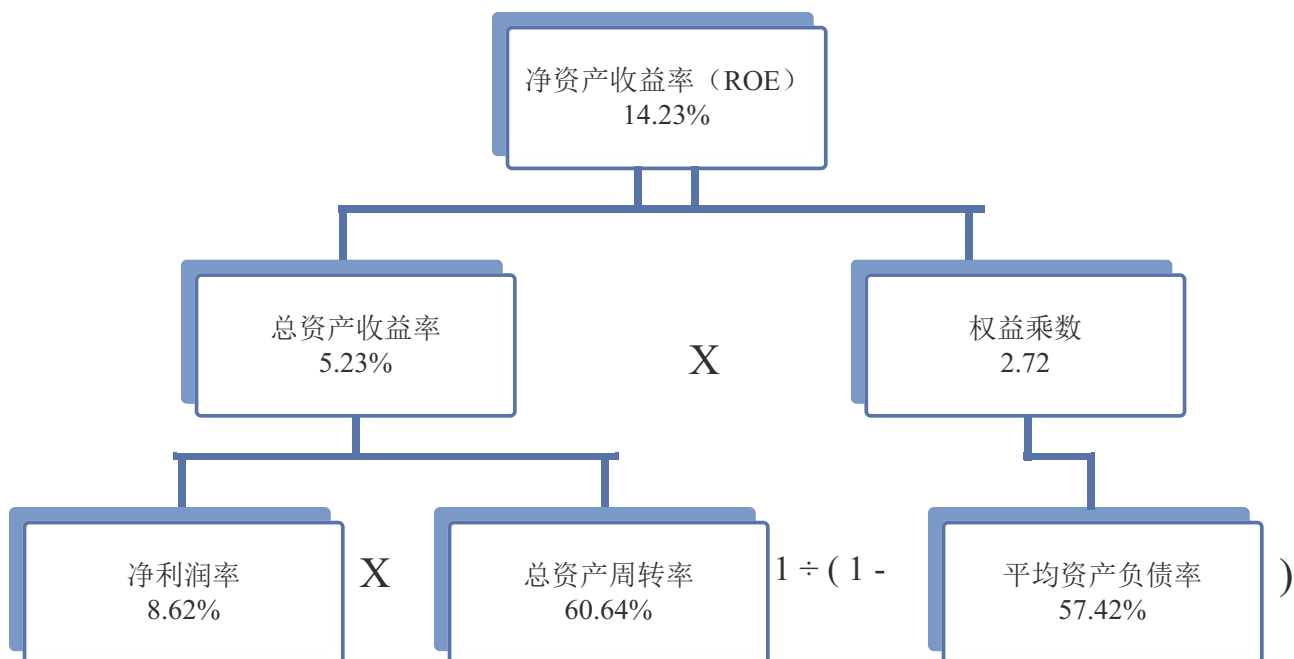 净资产收益率（ROE）
14.23%
总资产收益率
5.23%
X
权益乘数
2.72
净利润率
8.62%
X
总资产周转率
60.64%
1 ÷ ( 1 -
平均资产负债率
57.42%
)